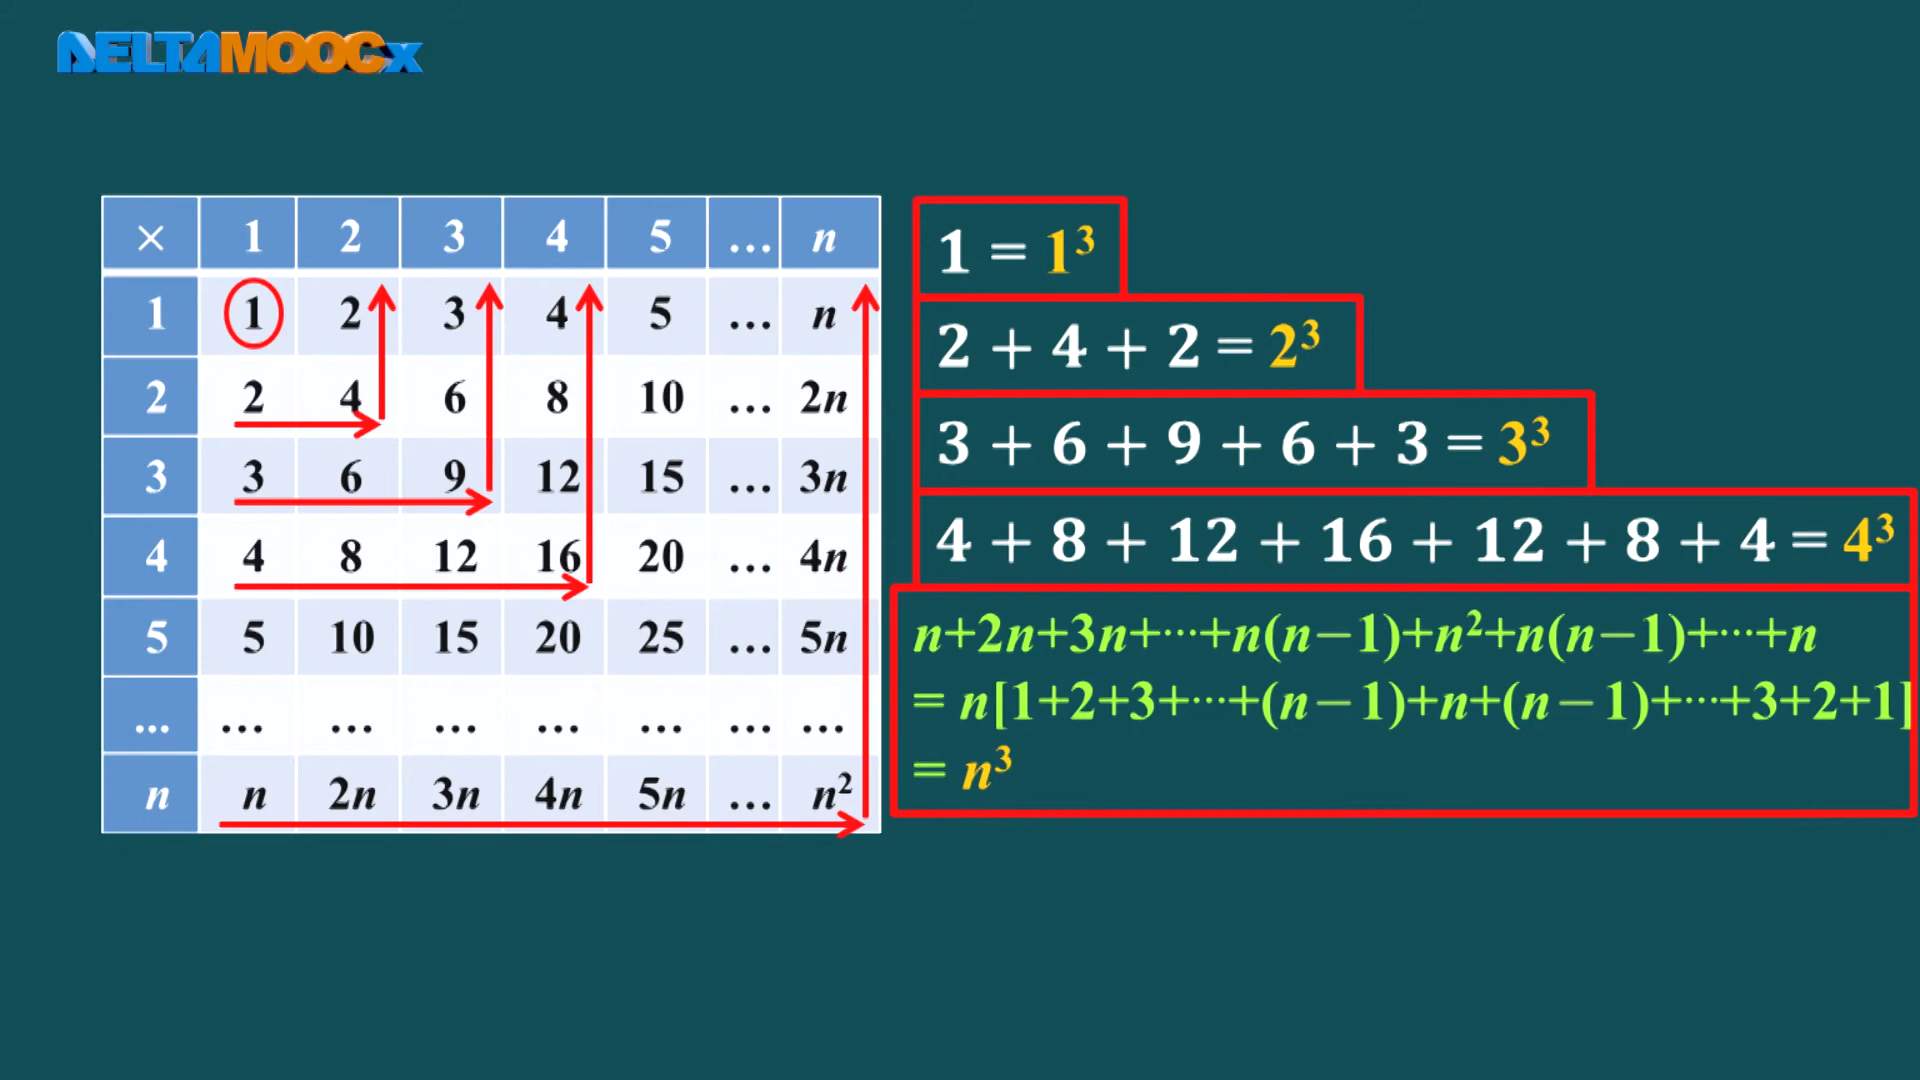 DELTAMOOCx
× 1 2 3 4 5 … n
1 1 2 3 4 5 … n
2 2 4 6 8 10 … 2n
3 3 6 9 12 15 … 3n
4 4 8 12 16 20 … 4n
5 5 10 15 20 25 … 5n
… … … … … … … …
n n 2n 3n 4n 5n … n²
1 = 1³
2 + 4 + 2 = 2³
3 + 6 + 9 + 6 + 3 = 3³
4 + 8 + 12 + 16 + 12 + 8 + 4 = 4³
n+2n+3n+⋯+n(n−1)+n²+n(n−1)+⋯+n
= n[1+2+3+⋯+(n−1)+n+(n−1)+⋯+3+2+1]
= n³